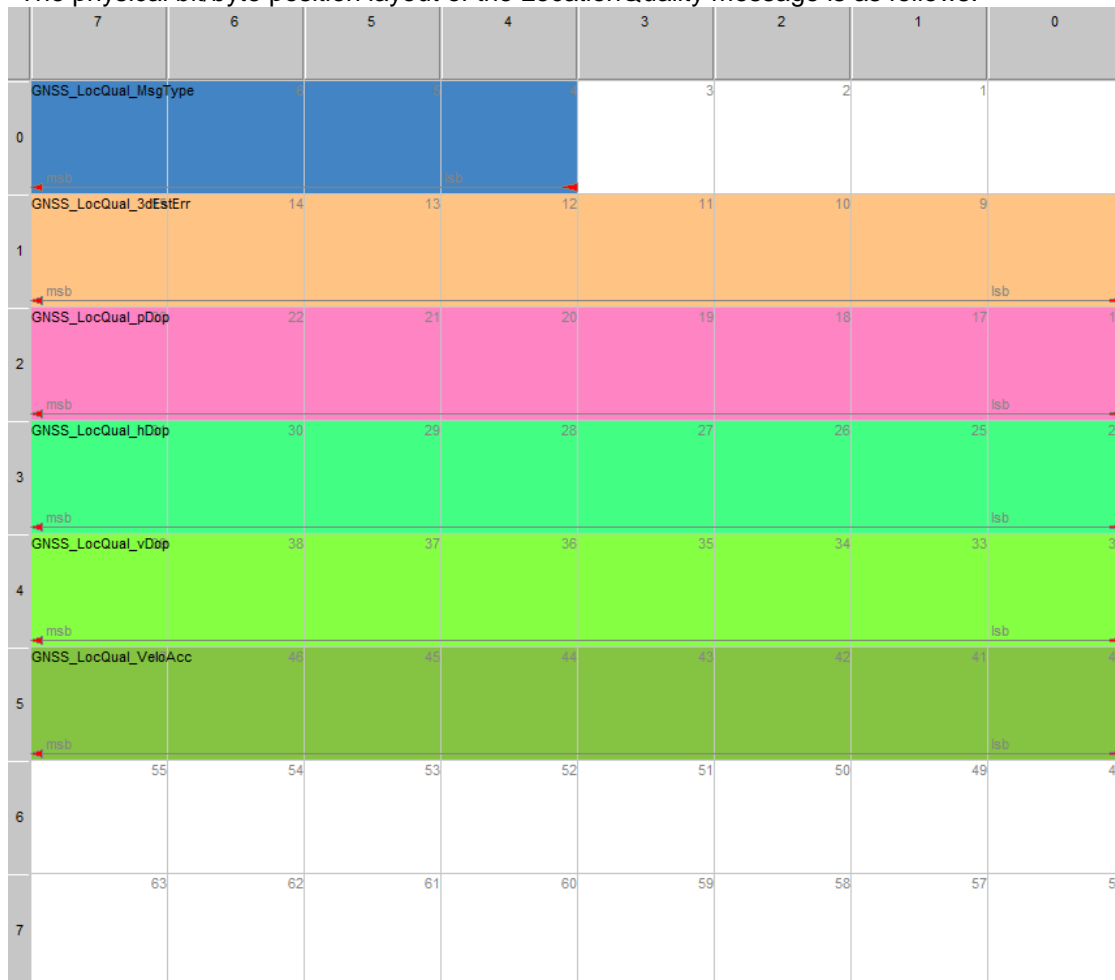 The physical bit/byte position layout of the LocationQuality message is as follows:
7 6 5 4 3 2 1 0
GNSS_LocQual_MsgType 6 5 4 3 2 1
0
msb lsb
GNSS_LocQual_3dEstErr 14 13 12 11 10 9
1
msb lsb
GNSS_LocQual_pDop 22 21 20 19 18 17
2
msb lsb
GNSS_LocQual_hDop 30 29 28 27 26 25
3
msb lsb
GNSS_LocQual_vDop 38 37 36 35 34 33
4
msb lsb
GNSS_LocQual_VeloAcc 46 45 44 43 42 41
5
msb lsb
55 54 53 52 51 50 49
6
63 62 61 60 59 58 57
7